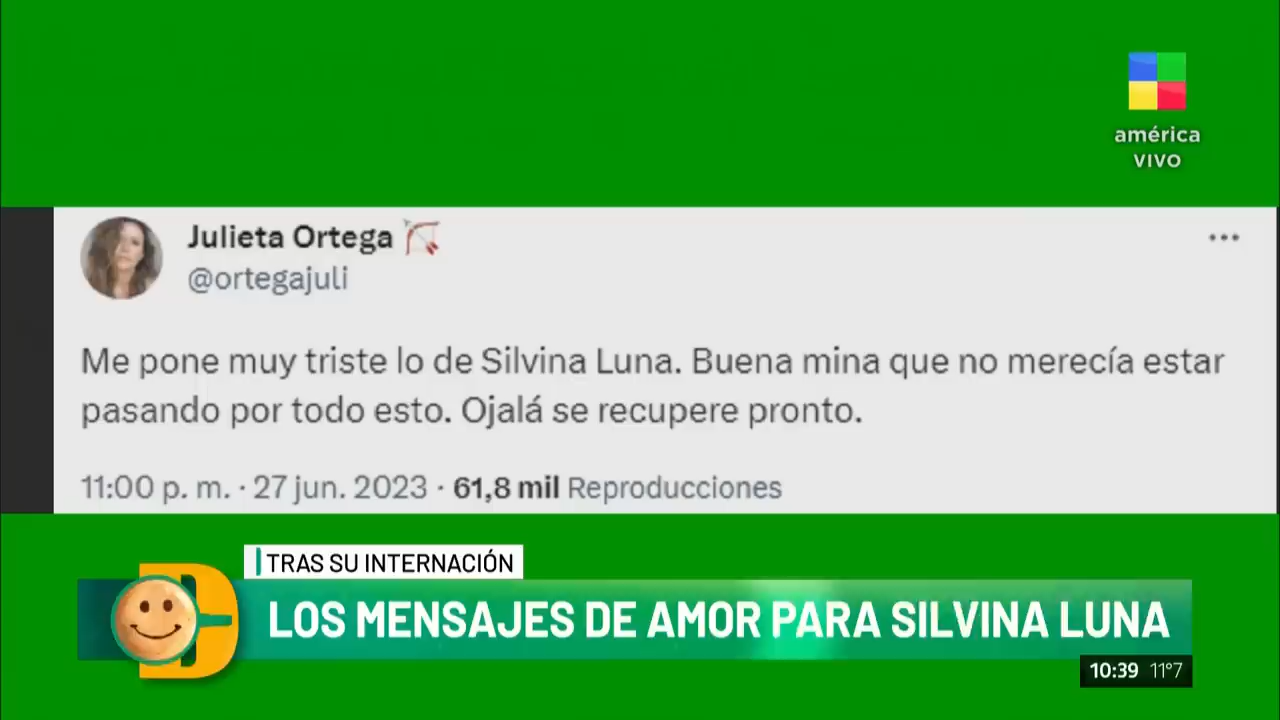 américa
VIVO
Julieta Ortega
@ortegajuli
Me pone muy triste lo de Silvina Luna. Buena mina que no merecía estar
pasando por todo esto. Ojalá se recupere pronto.
11:00 p. m. · 27 jun. 2023 · 61,8 mil Reproducciones
TRAS SU INTERNACIÓN
D
LOS MENSAJES DE AMOR PARA SILVINA LUNA
10:39 11°7